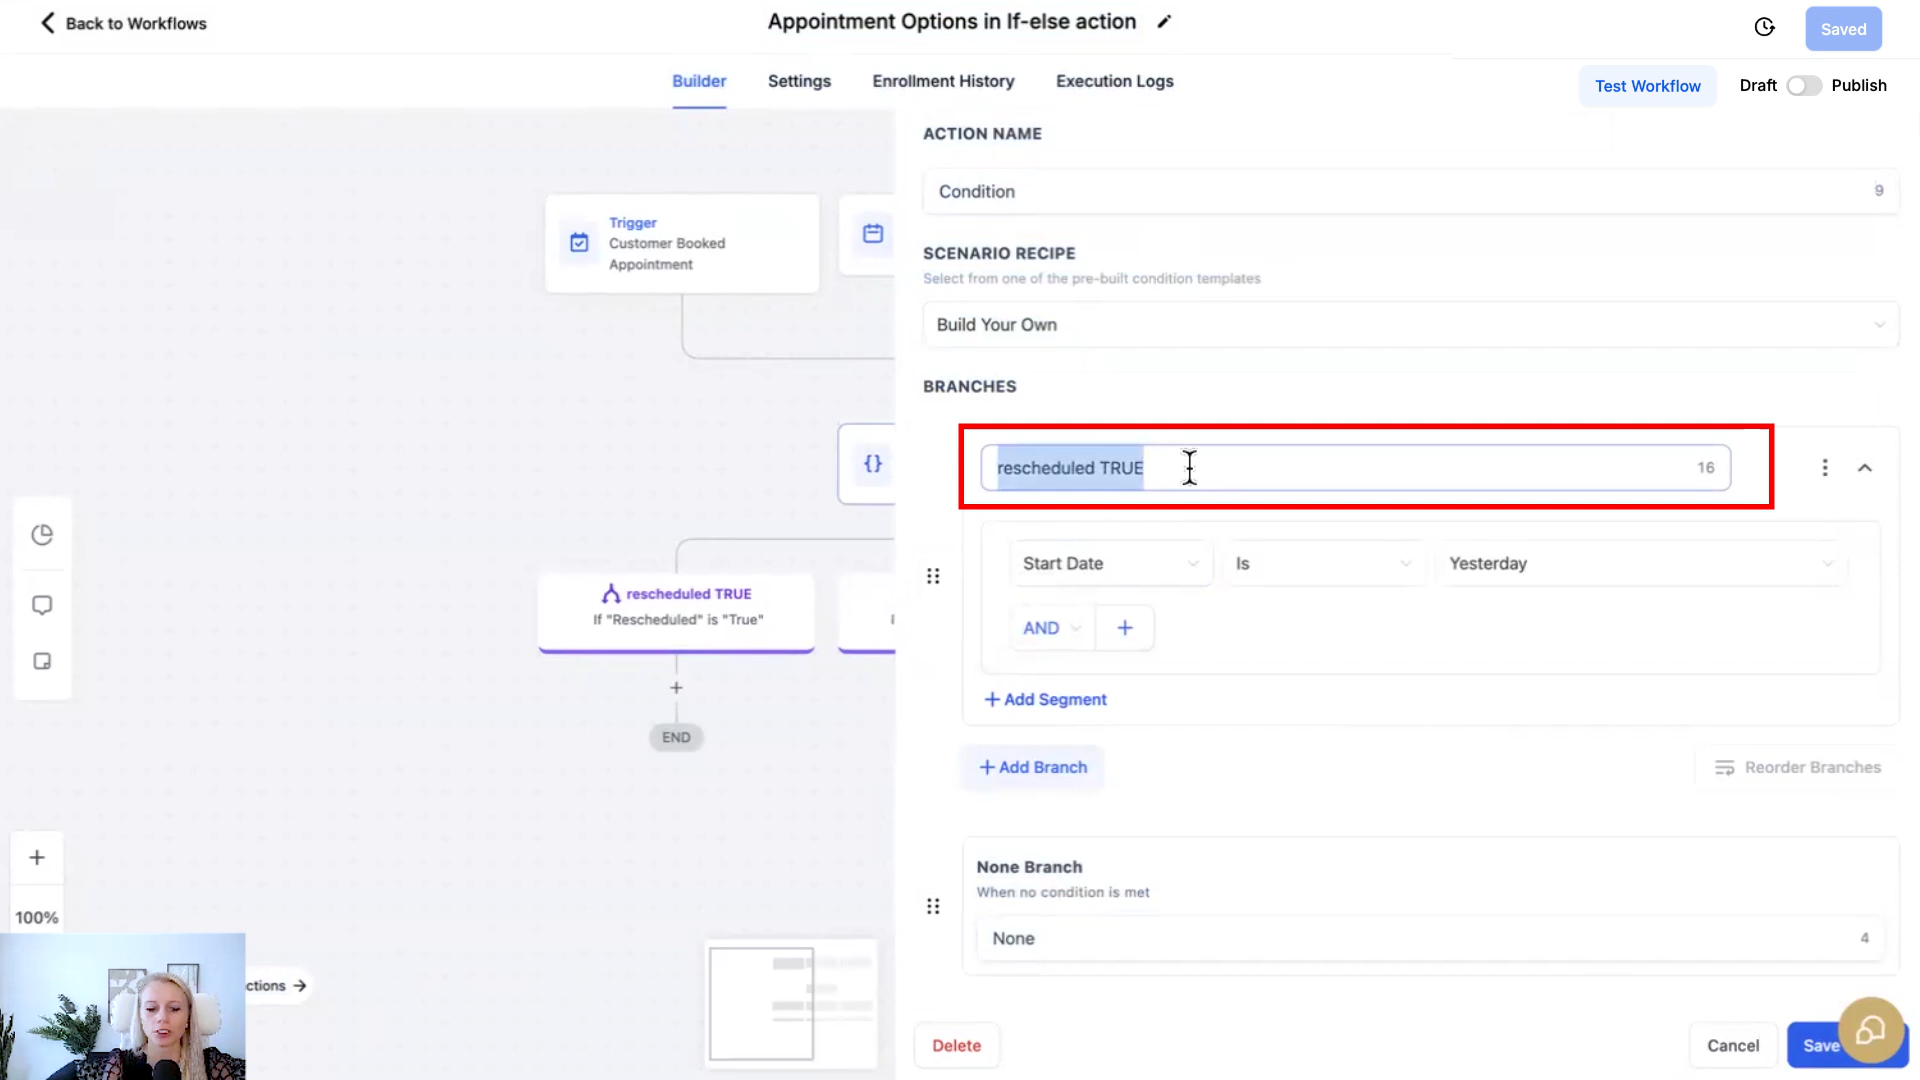 Back to Workflows
Appointment Options in If-else action
Saved
Builder
Settings
Enrollment History
Execution Logs
Test Workflow
Draft
Publish
Trigger
Customer Booked
Appointment
rescheduled TRUE
If "Rescheduled" is "True"
END
100%
ctions
ACTION NAME
Condition
9
SCENARIO RECIPE
Select from one of the pre-built condition templates
Build Your Own
BRANCHES
rescheduled TRUE
16
Start Date
Is
Yesterday
AND
Add Segment
Add Branch
Reorder Branches
None Branch
When no condition is met
None
4
Delete
Cancel
Save